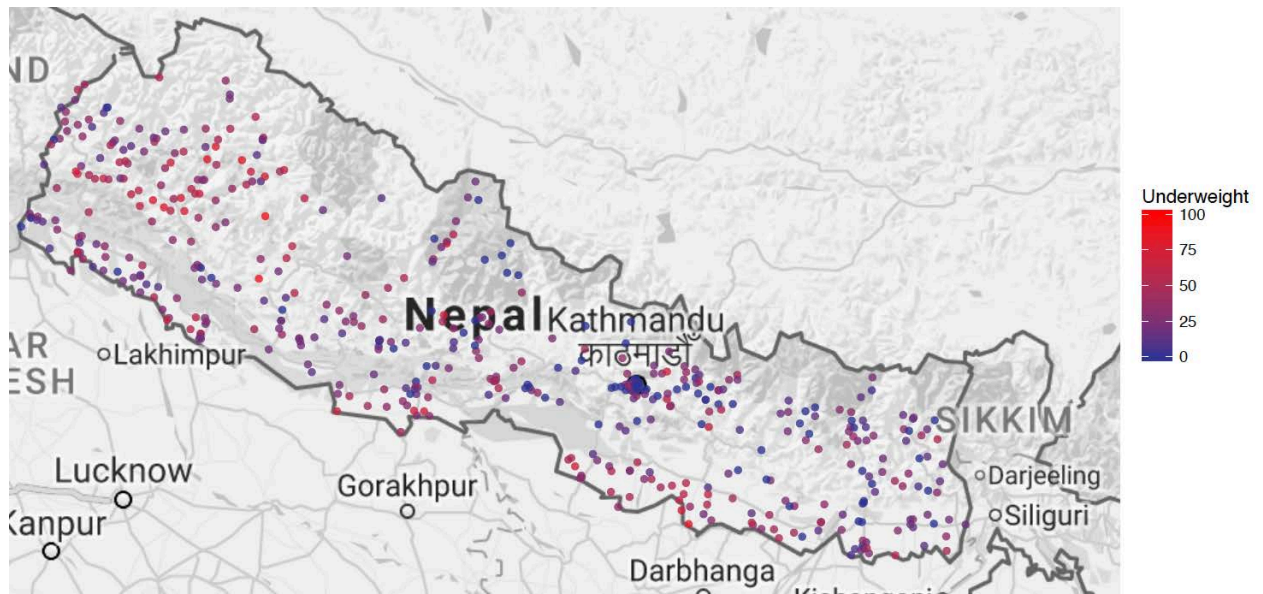 ND
Underweight
100
75
50
25
0
Nepal
Kathmandu
काठमाडौं
AR
ESH
Lakhimpur
SIKKIM
Lucknow
Gorakhpur
Darjeeling
Kanpur
Siliguri
Darbhanga
Kishanganj